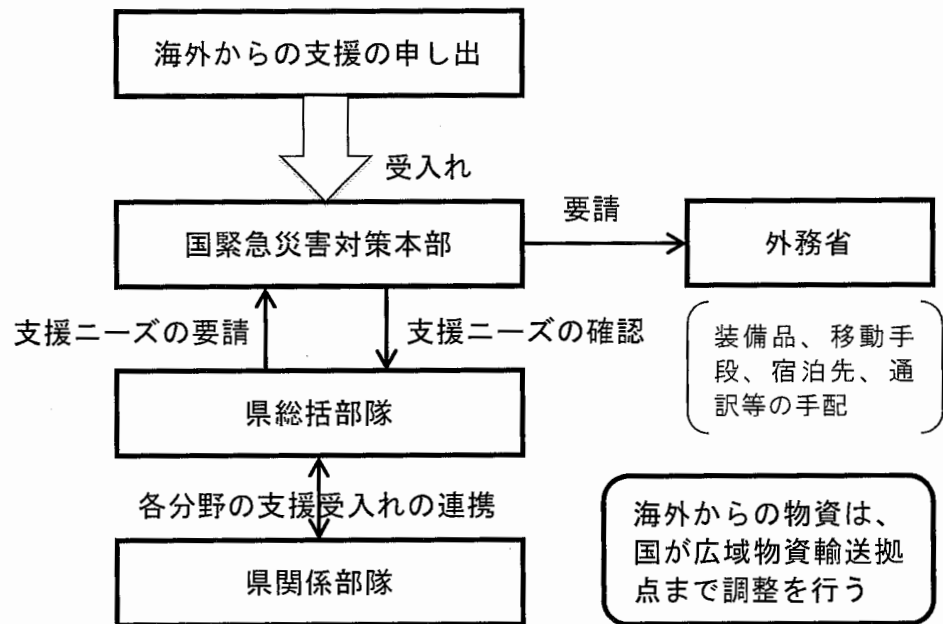 海外からの支援の申し出
受入れ
国緊急災害対策本部
要請
外務省
支援ニーズの要請
支援ニーズの確認
装備品、移動手
段、宿泊先、通
訳等の手配
県総括部隊
各分野の支援受入れの連携
県関係部隊
海外からの物資は、
国が広域物資輸送拠
点まで調整を行う